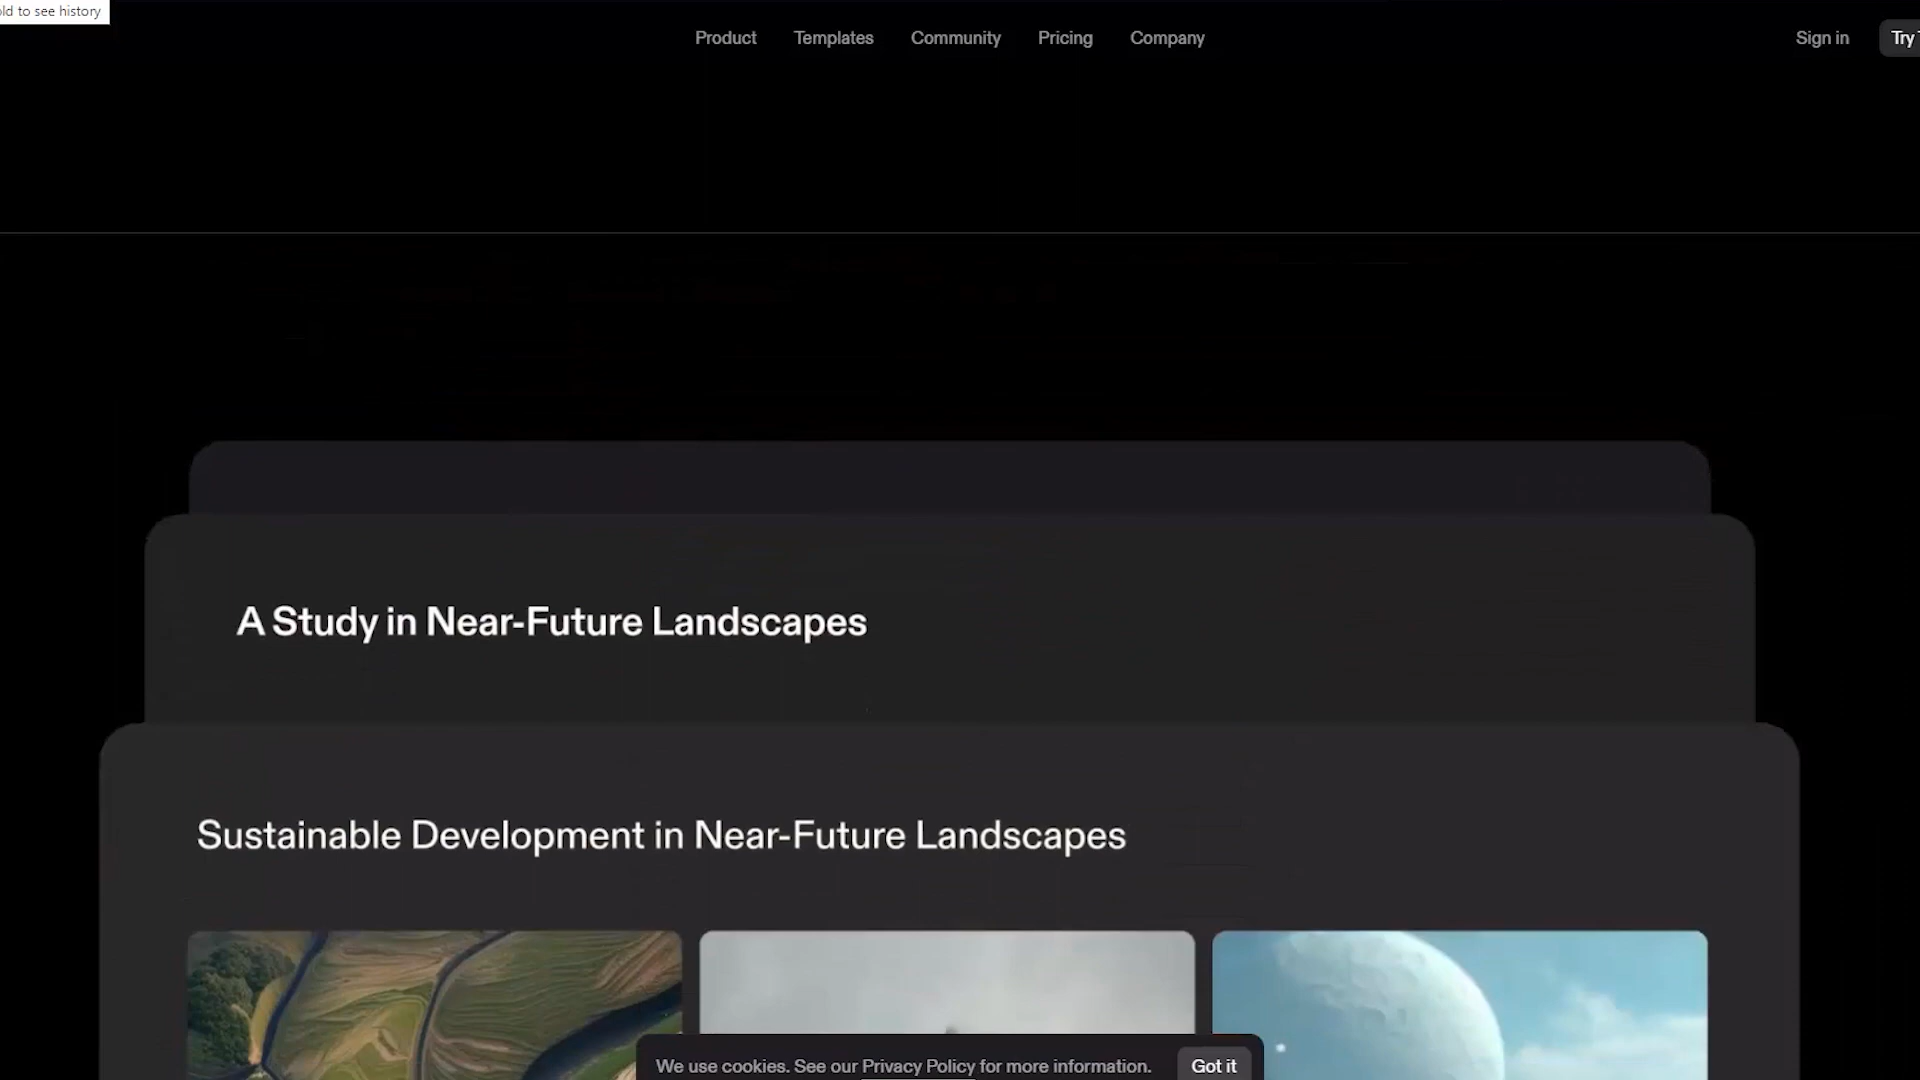 old to see history
Product Templates Community Pricing Company Sign in Try
A Study in Near-Future Landscapes
Sustainable Development in Near-Future Landscapes
We use cookies. See our Privacy Policy for more information. Got it